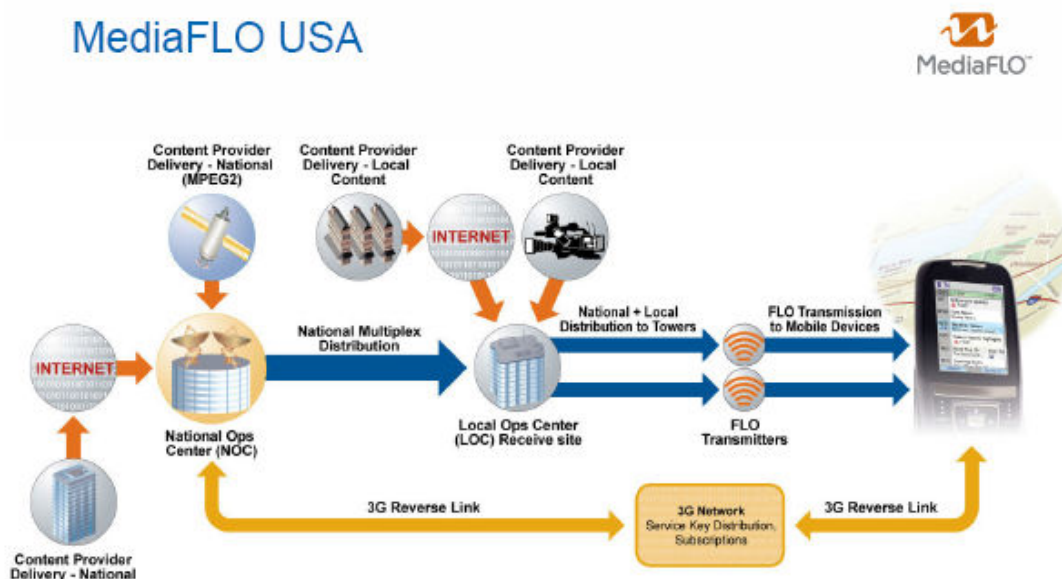 MediaFLO USA
MediaFLO™
Content Provider
Delivery - National
(MPEG2)
Content Provider
Delivery - Local
Content
Content Provider
Delivery - Local
Content
INTERNET
National + Local
Distribution to Towers
FLO Transmission
to Mobile Devices
National Multiplex
Distribution
INTERNET
National Ops
Center (NOC)
Local Ops Center
(LOC) Receive site
FLO
Transmitters
3G Reverse Link
3G Network
Service Key Distribution,
Subscriptions
3G Reverse Link
Content Provider
Delivery - National